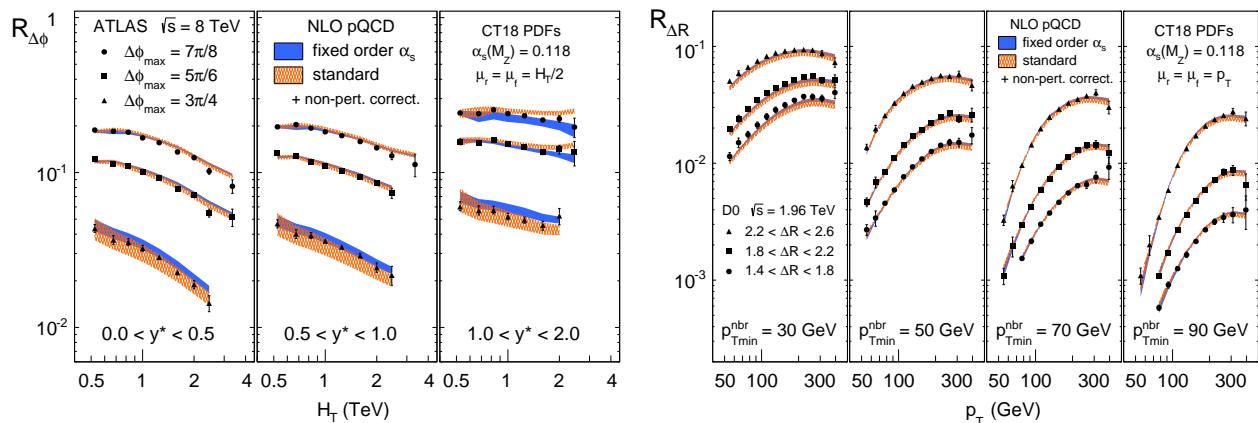 R_Δϕ
1
10⁻¹
10⁻²
ATLAS √s = 8 TeV
Δϕ_max = 7π/8
Δϕ_max = 5π/6
Δϕ_max = 3π/4
NLO pQCD
fixed order α_s
standard
+ non-pert. correct.
CT18 PDFs
α_s(M_Z) = 0.118
μ_r = μ_f = H_T/2
0.0 < y* < 0.5
0.5 < y* < 1.0
1.0 < y* < 2.0
0.5 1 2 0.5 1 2 0.5 1 2 4
H_T (TeV)
R_ΔR
10⁻¹
10⁻²
10⁻³
NLO pQCD
fixed order α_s
standard
+ non-pert. correct.
CT18 PDFs
α_s(M_Z) = 0.118
μ_r = μ_f = p_T
D0 √s = 1.96 TeV
2.2 < ΔR < 2.6
1.8 < ΔR < 2.2
1.4 < ΔR < 1.8
p_Tmin^nbr = 30 GeV
p_Tmin^nbr = 50 GeV
p_Tmin^nbr = 70 GeV
p_Tmin^nbr = 90 GeV
50 100 300 50 100 300 50 100 300 50 100 300
p_T (GeV)